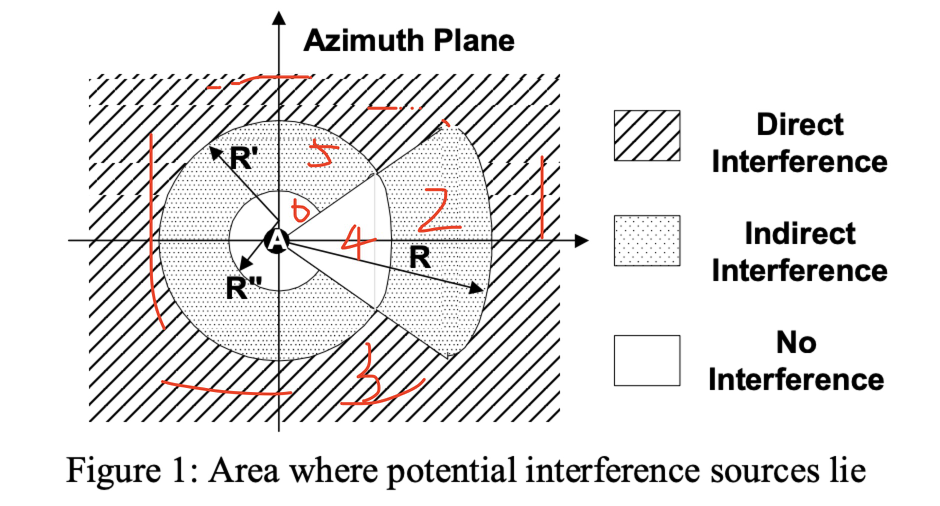 Azimuth Plane
R'
5
6
2
A
4
R
R"
3
Direct
Interference
Indirect
Interference
No
Interference
Figure 1: Area where potential interference sources lie